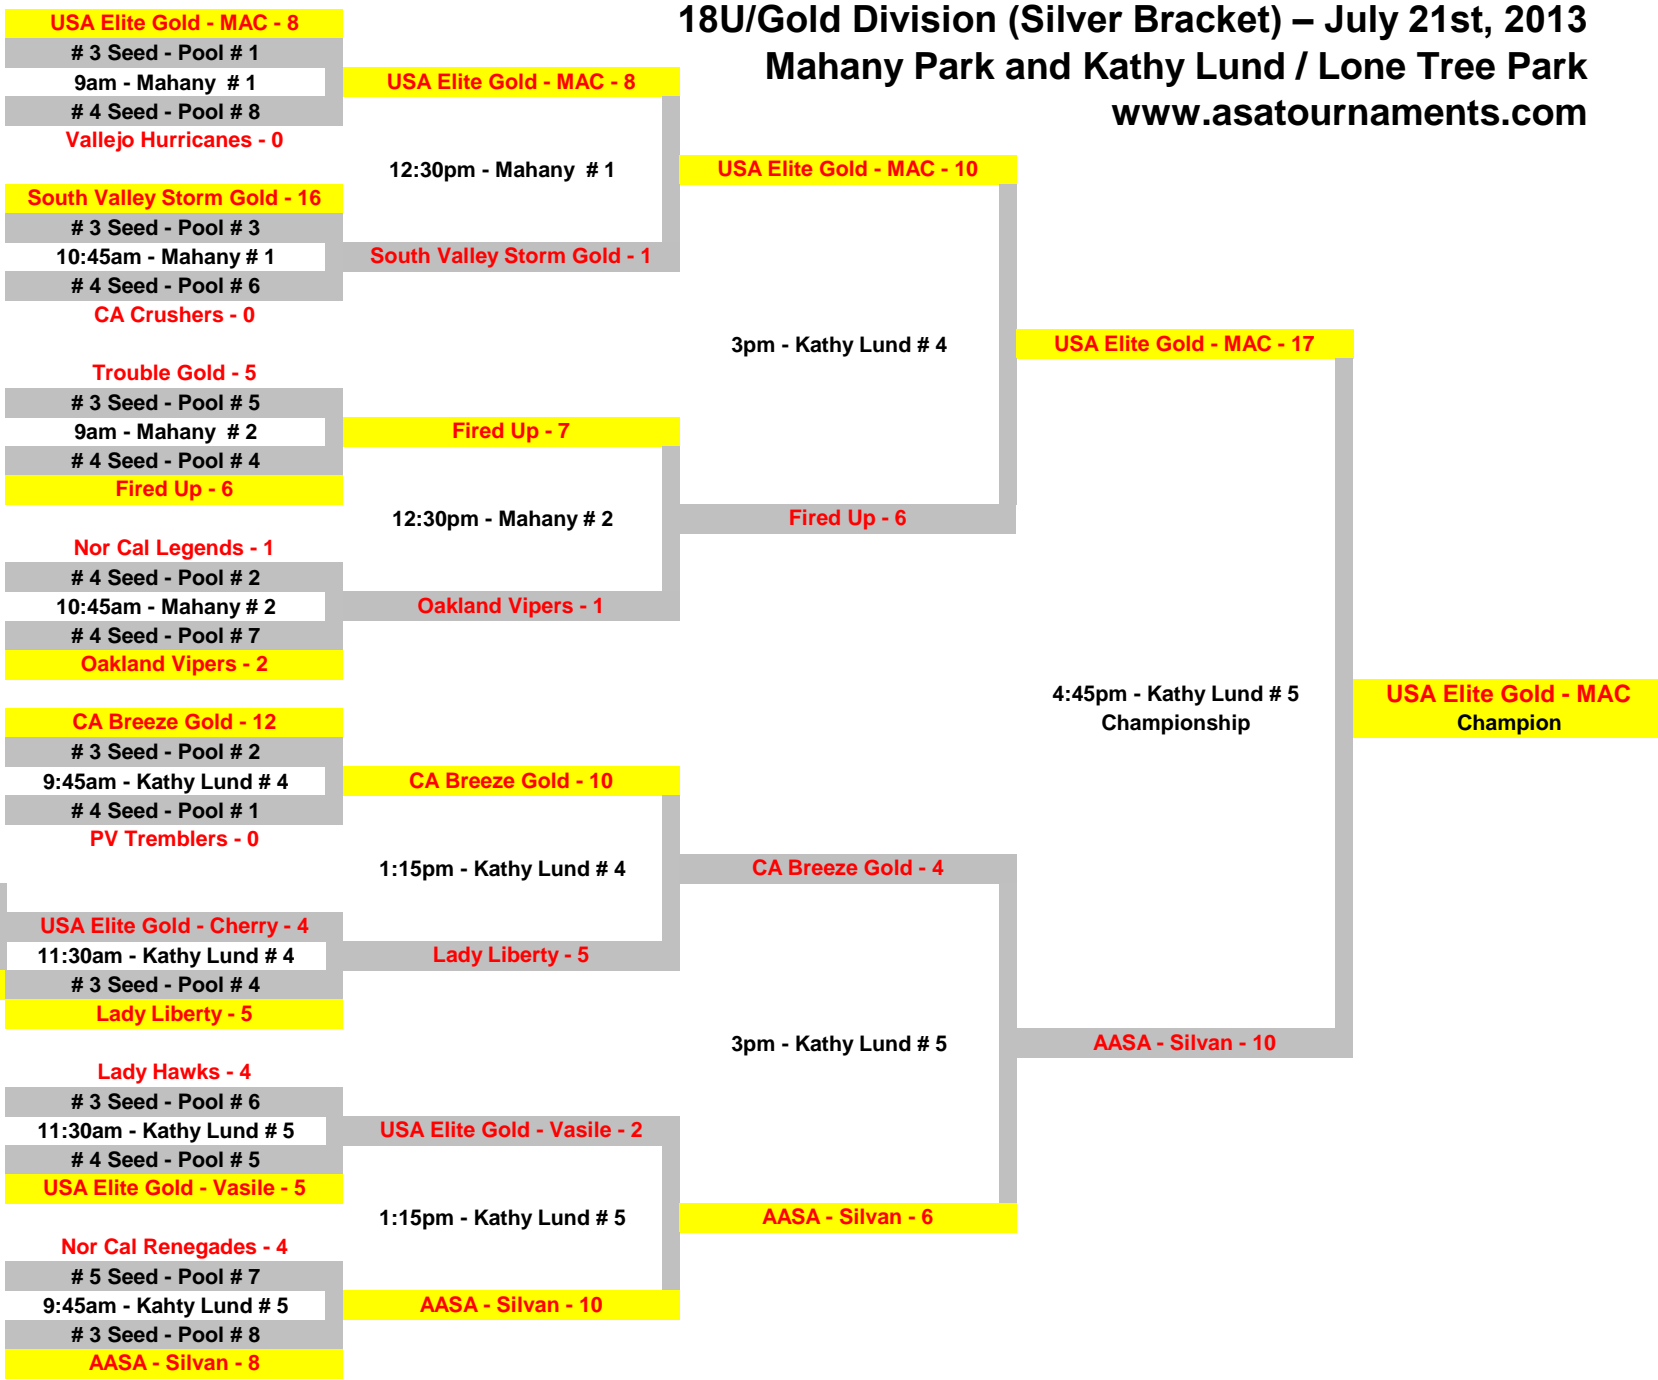 18U/Gold Division (Silver Bracket) – July 21st, 2013
Mahany Park and Kathy Lund / Lone Tree Park
www.asatournaments.com
USA Elite Gold - MAC - 8
# 3 Seed - Pool # 1
9am - Mahany # 1
# 4 Seed - Pool # 8
Vallejo Hurricanes - 0
South Valley Storm Gold - 16
# 3 Seed - Pool # 3
10:45am - Mahany # 1
# 4 Seed - Pool # 6
CA Crushers - 0
Trouble Gold - 5
# 3 Seed - Pool # 5
9am - Mahany # 2
# 4 Seed - Pool # 4
Fired Up - 6
Nor Cal Legends - 1
# 4 Seed - Pool # 2
10:45am - Mahany # 2
# 4 Seed - Pool # 7
Oakland Vipers - 2
CA Breeze Gold - 12
# 3 Seed - Pool # 2
9:45am - Kathy Lund # 4
# 4 Seed - Pool # 1
PV Tremblers - 0
USA Elite Gold - Cherry - 4
11:30am - Kathy Lund # 4
# 3 Seed - Pool # 4
Lady Liberty - 5
Lady Hawks - 4
# 3 Seed - Pool # 6
11:30am - Kathy Lund # 5
# 4 Seed - Pool # 5
USA Elite Gold - Vasile - 5
Nor Cal Renegades - 4
# 5 Seed - Pool # 7
9:45am - Kahty Lund # 5
# 3 Seed - Pool # 8
AASA - Silvan - 8
USA Elite Gold - MAC - 8
12:30pm - Mahany # 1
South Valley Storm Gold - 1
Fired Up - 7
12:30pm - Mahany # 2
Oakland Vipers - 1
CA Breeze Gold - 10
1:15pm - Kathy Lund # 4
Lady Liberty - 5
USA Elite Gold - Vasile - 2
1:15pm - Kathy Lund # 5
AASA - Silvan - 10
USA Elite Gold - MAC - 10
3pm - Kathy Lund # 4
Fired Up - 6
CA Breeze Gold - 4
3pm - Kathy Lund # 5
AASA - Silvan - 6
USA Elite Gold - MAC - 17
4:45pm - Kathy Lund # 5
Championship
AASA - Silvan - 10
USA Elite Gold - MAC
Champion